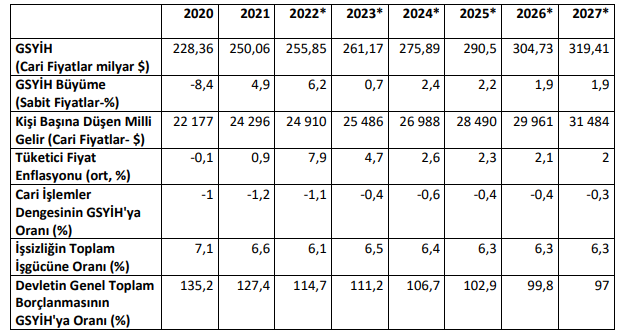 2020 2021 2022* 2023* 2024* 2025* 2026* 2027*
GSYİH
(Cari Fiyatlar milyar $) 228,36 250,06 255,85 261,17 275,89 290,5 304,73 319,41
GSYİH Büyüme
(Sabit Fiyatlar-%) -8,4 4,9 6,2 0,7 2,4 2,2 1,9 1,9
Kişi Başına Düşen Milli
Gelir (Cari Fiyatlar- $) 22 177 24 296 24 910 25 486 26 988 28 490 29 961 31 484
Tüketici Fiyat
Enflasyonu (ort, %) -0,1 0,9 7,9 4,7 2,6 2,3 2,1 2
Cari İşlemler
Dengesinin GSYİH'ya
Oranı (%) -1 -1,2 -1,1 -0,4 -0,6 -0,4 -0,4 -0,3
İşsizliğin Toplam
İşgücüne Oranı (%) 7,1 6,6 6,1 6,5 6,4 6,3 6,3 6,3
Devletin Genel Toplam
Borçlanmasının
GSYİH'ya Oranı (%) 135,2 127,4 114,7 111,2 106,7 102,9 99,8 97